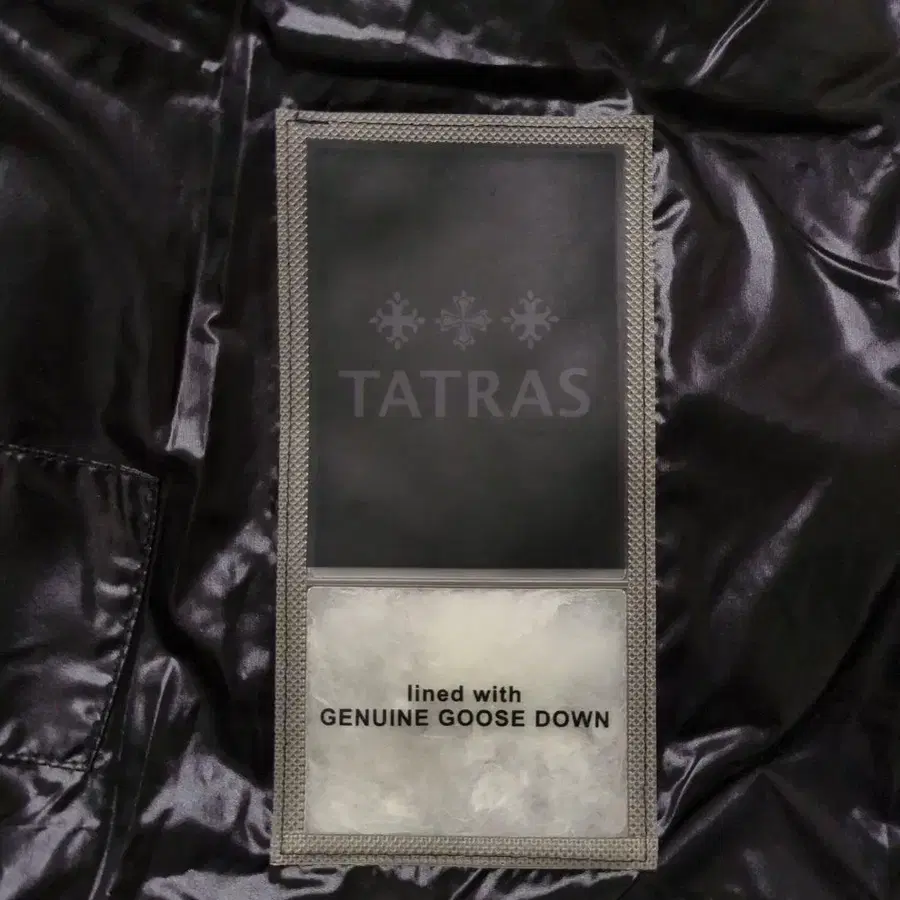 TATRAS
lined with
GENUINE GOOSE DOWN